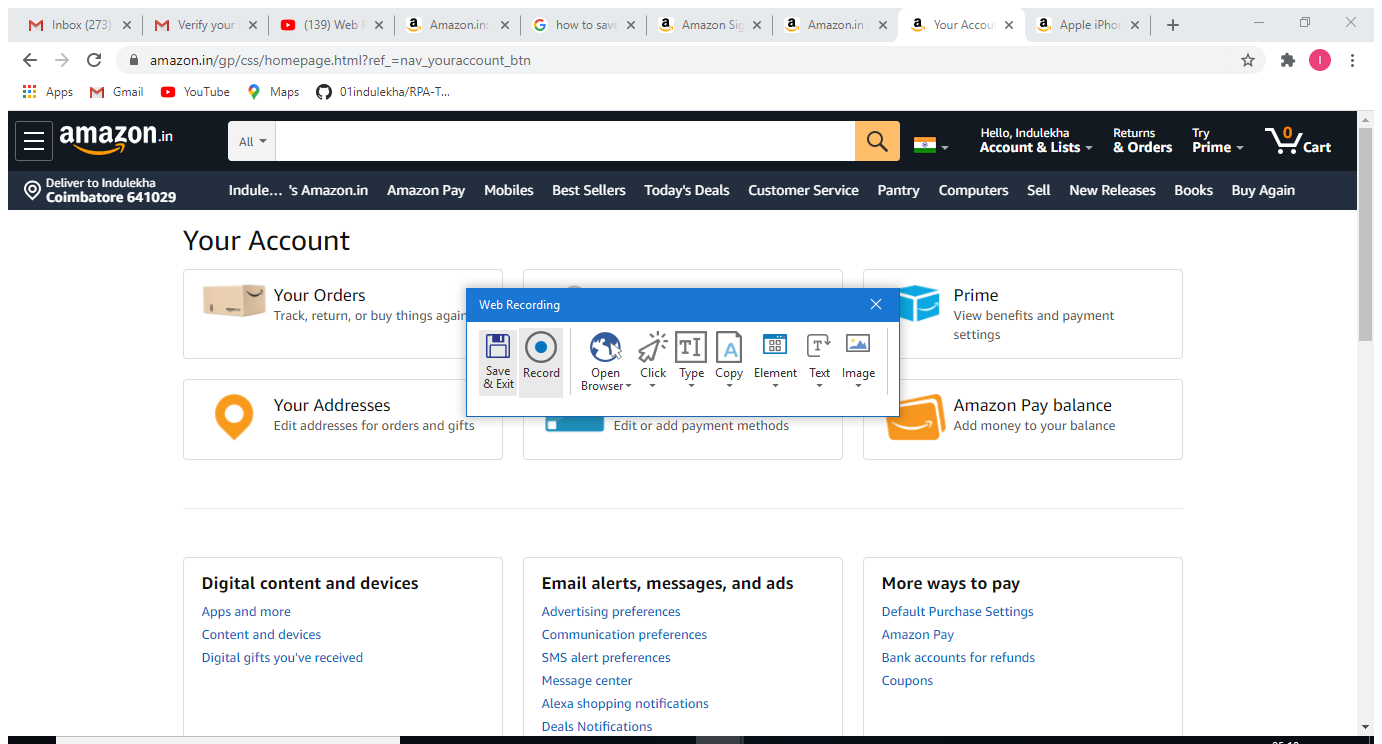 Inbox (273)
Verify your
(139) Web
Amazon.in:
how to save
Amazon Sig
Amazon.in
Your Accou
Apple iPho
amazon.in/gp/css/homepage.html?ref_=nav_youraccount_btn
Apps
Gmail
YouTube
Maps
01indulekha/RPA-T...
amazon.in
All
Hello, Indulekha
Account & Lists
Returns
& Orders
Try
Prime
0
Cart
Deliver to Indulekha
Coimbatore 641029
Indule... 's Amazon.in
Amazon Pay
Mobiles
Best Sellers
Today's Deals
Customer Service
Pantry
Computers
Sell
New Releases
Books
Buy Again
Your Account
Your Orders
Track, return, or buy things again
Prime
View benefits and payment
settings
Web Recording
Save
& Exit
Record
Open
Browser
Click
Type
Copy
Element
Text
Image
Your Addresses
Edit addresses for orders and gifts
Edit or add payment methods
Amazon Pay balance
Add money to your balance
Digital content and devices
Apps and more
Content and devices
Digital gifts you've received
Email alerts, messages, and ads
Advertising preferences
Communication preferences
SMS alert preferences
Message center
Alexa shopping notifications
Deals Notifications
More ways to pay
Default Purchase Settings
Amazon Pay
Bank accounts for refunds
Coupons